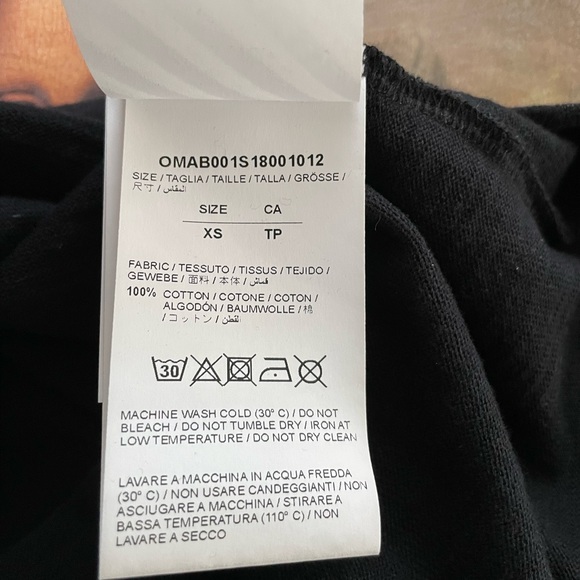 OMAB001S18001012
SIZE / TAGLIA / TAILLE / TALLA / GRÖSSE /
尺寸 / المقاس /
SIZE CA
XS TP
FABRIC / TESSUTO / TISSUS / TEJIDO /
GEWEBE / 面料 / 本体 / قماش /
100% COTTON / COTONE / COTON /
ALGODÓN / BAUMWOLLE / 棉
/ コットン / القطن /
30
MACHINE WASH COLD (30° C) / DO NOT
BLEACH / DO NOT TUMBLE DRY / IRON AT
LOW TEMPERATURE / DO NOT DRY CLEAN
LAVARE A MACCHINA IN ACQUA FREDDA
(30° C) / NON USARE CANDEGGIANTI / NON
ASCIUGARE A MACCHINA / STIRARE A
BASSA TEMPERATURA (110° C) / NON
LAVARE A SECCO